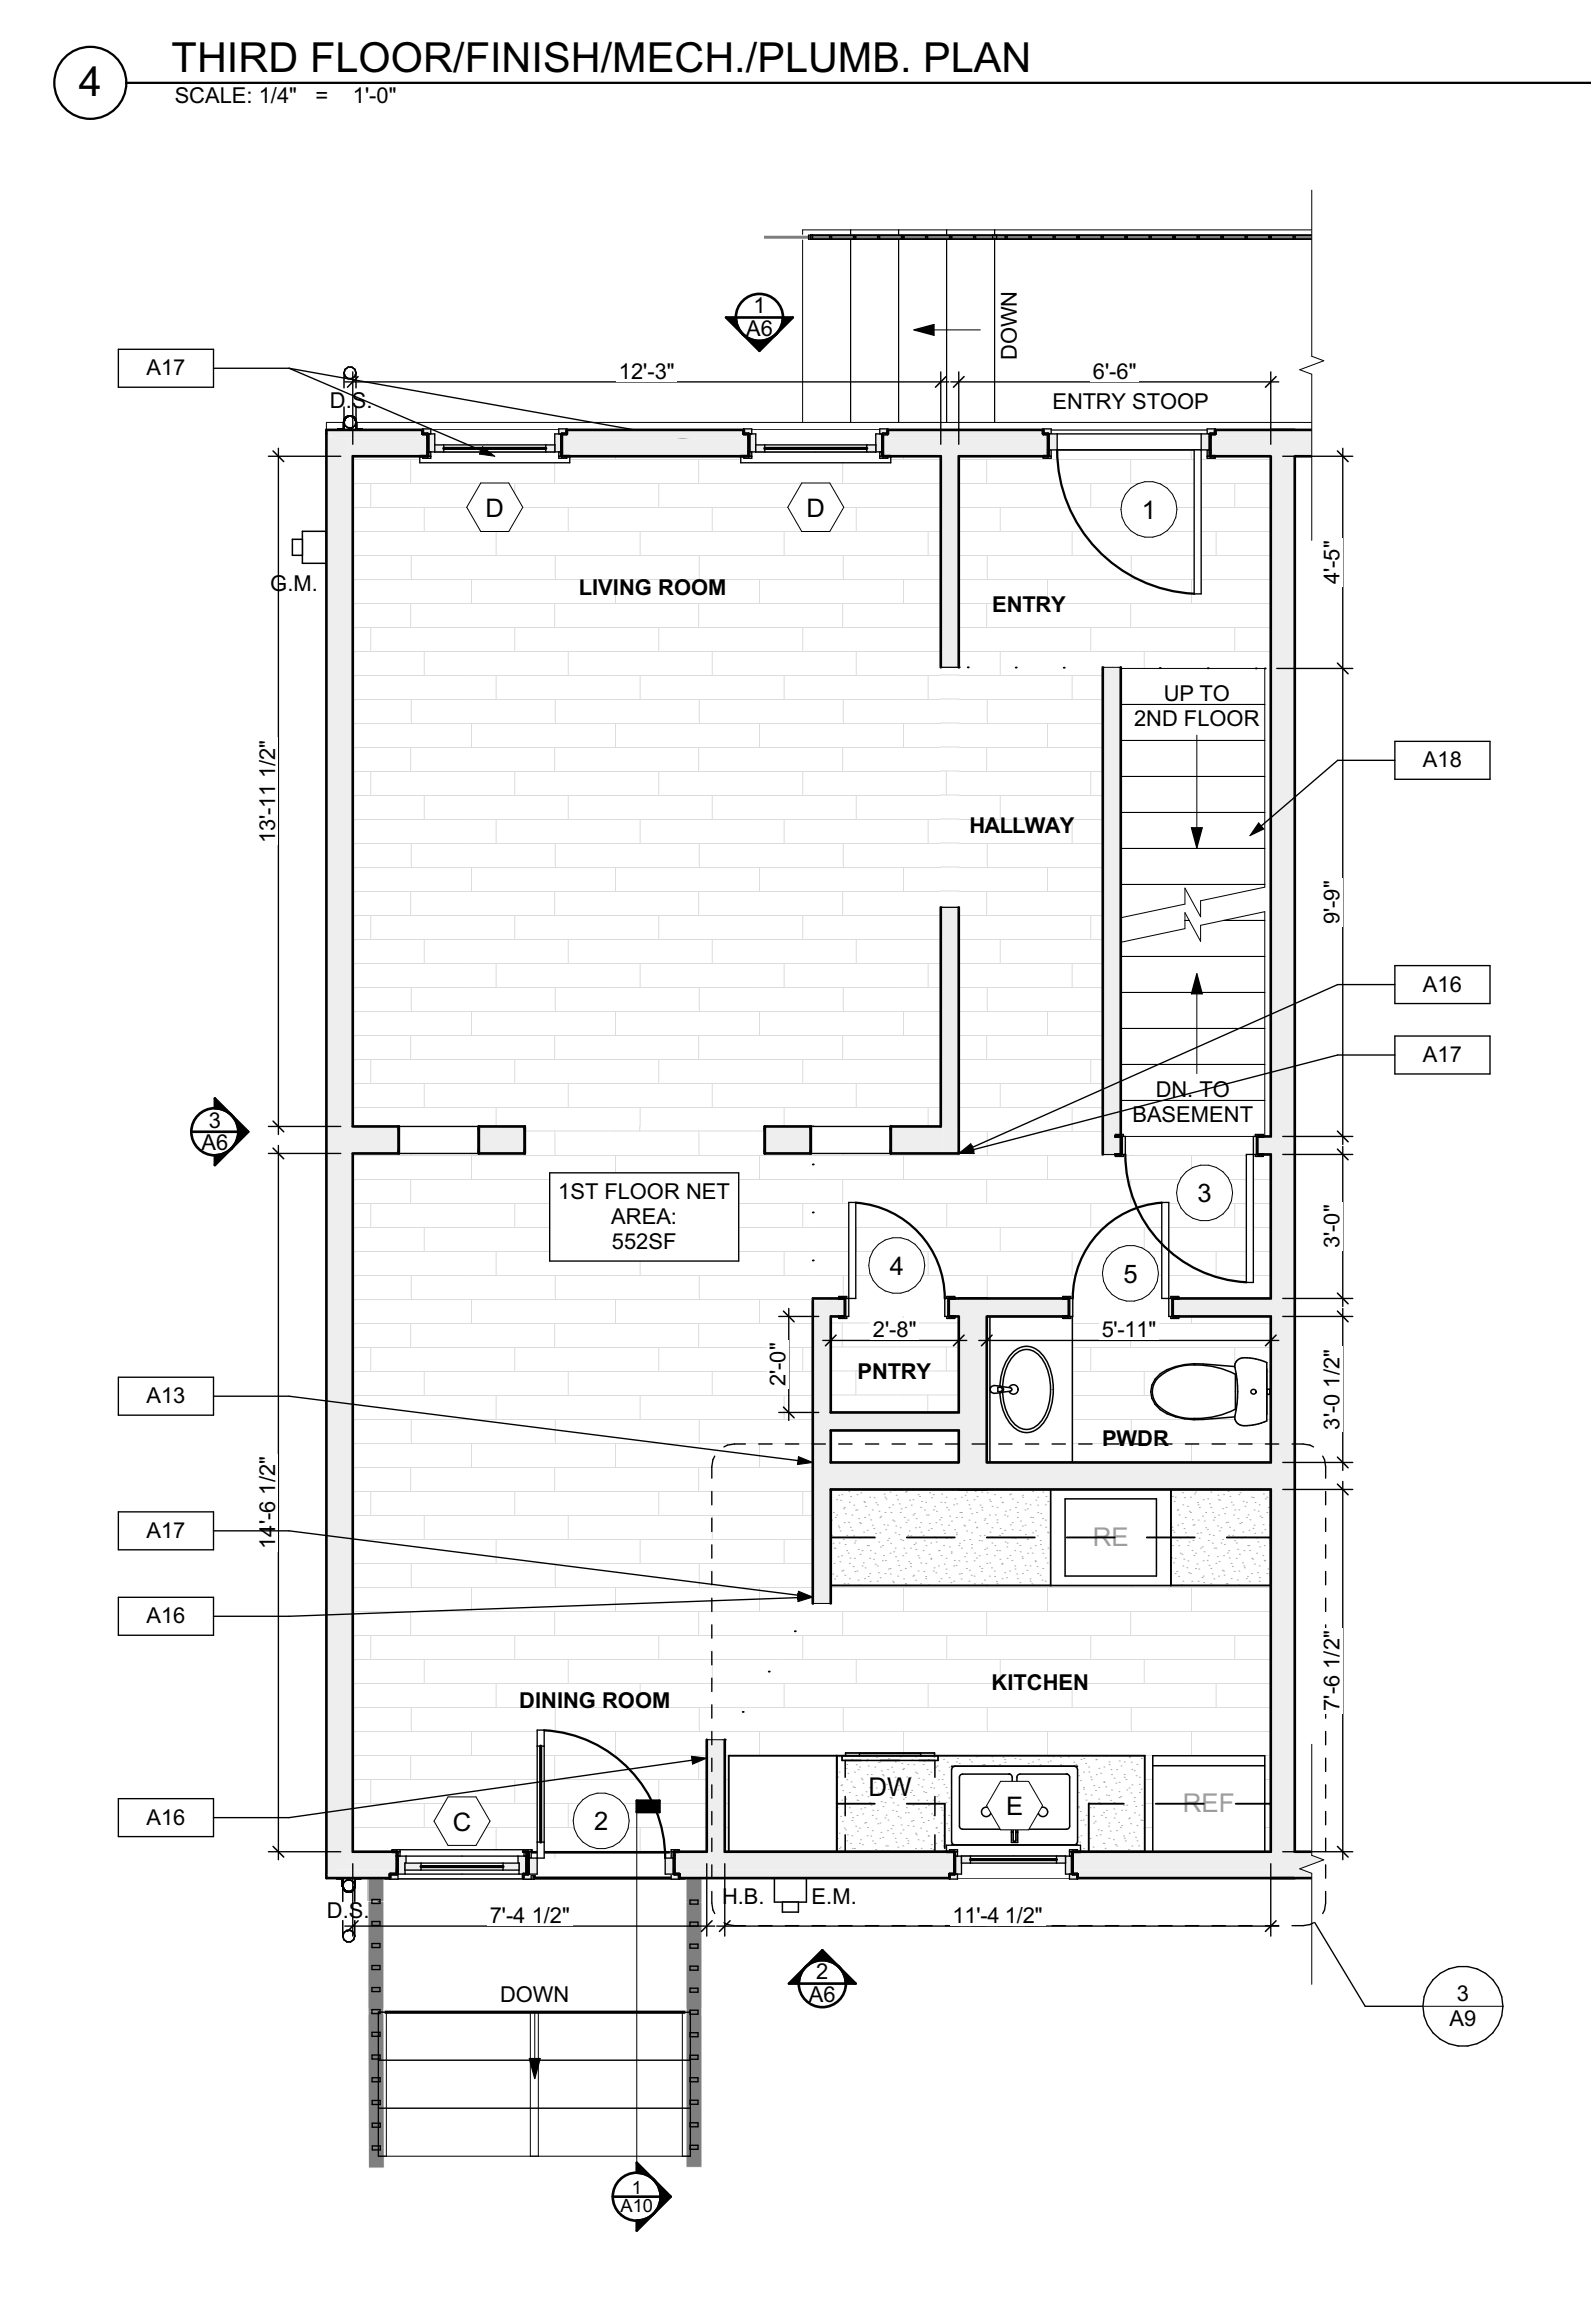 4
THIRD FLOOR/FINISH/MECH./PLUMB. PLAN
SCALE: 1/4" = 1'-0"
1
A6
DOWN
A17
12'-3"
6'-6"
D.S.
ENTRY STOOP
D
D
1
G.M.
LIVING ROOM
ENTRY
4'-5"
UP TO
2ND FLOOR
A18
13'-11 1/2"
HALLWAY
9'-9"
A16
A17
DN. TO
BASEMENT
3
A6
1ST FLOOR NET
AREA:
552SF
3
3'-0"
4
5
2'-8"
5'-11"
2'-0"
PNTRY
3'-0 1/2"
A13
PWDR
14'-6 1/2"
A17
RE
A16
7'-6 1/2"
KITCHEN
DINING ROOM
DW
E
REF
A16
C
2
H.B.
E.M.
D.S.
7'-4 1/2"
11'-4 1/2"
2
A6
DOWN
3
A9
1
A10